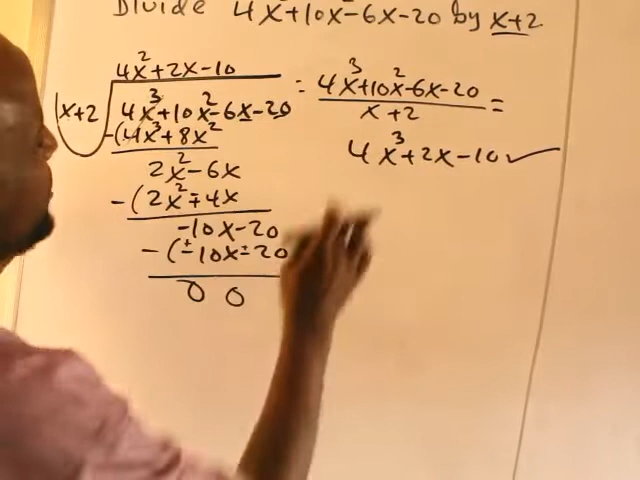 Divide 4x³+10x²-6x-20 by x+2
4x²+2x-10
x+2 4x³+10x²-6x-20
-(4x³+8x²
2x²-6x
-(2x²∓4x
-10x-20
-(±10x±20
0 0
= 4x³+10x²-6x-20
x+2 =
4x³+2x-10✓